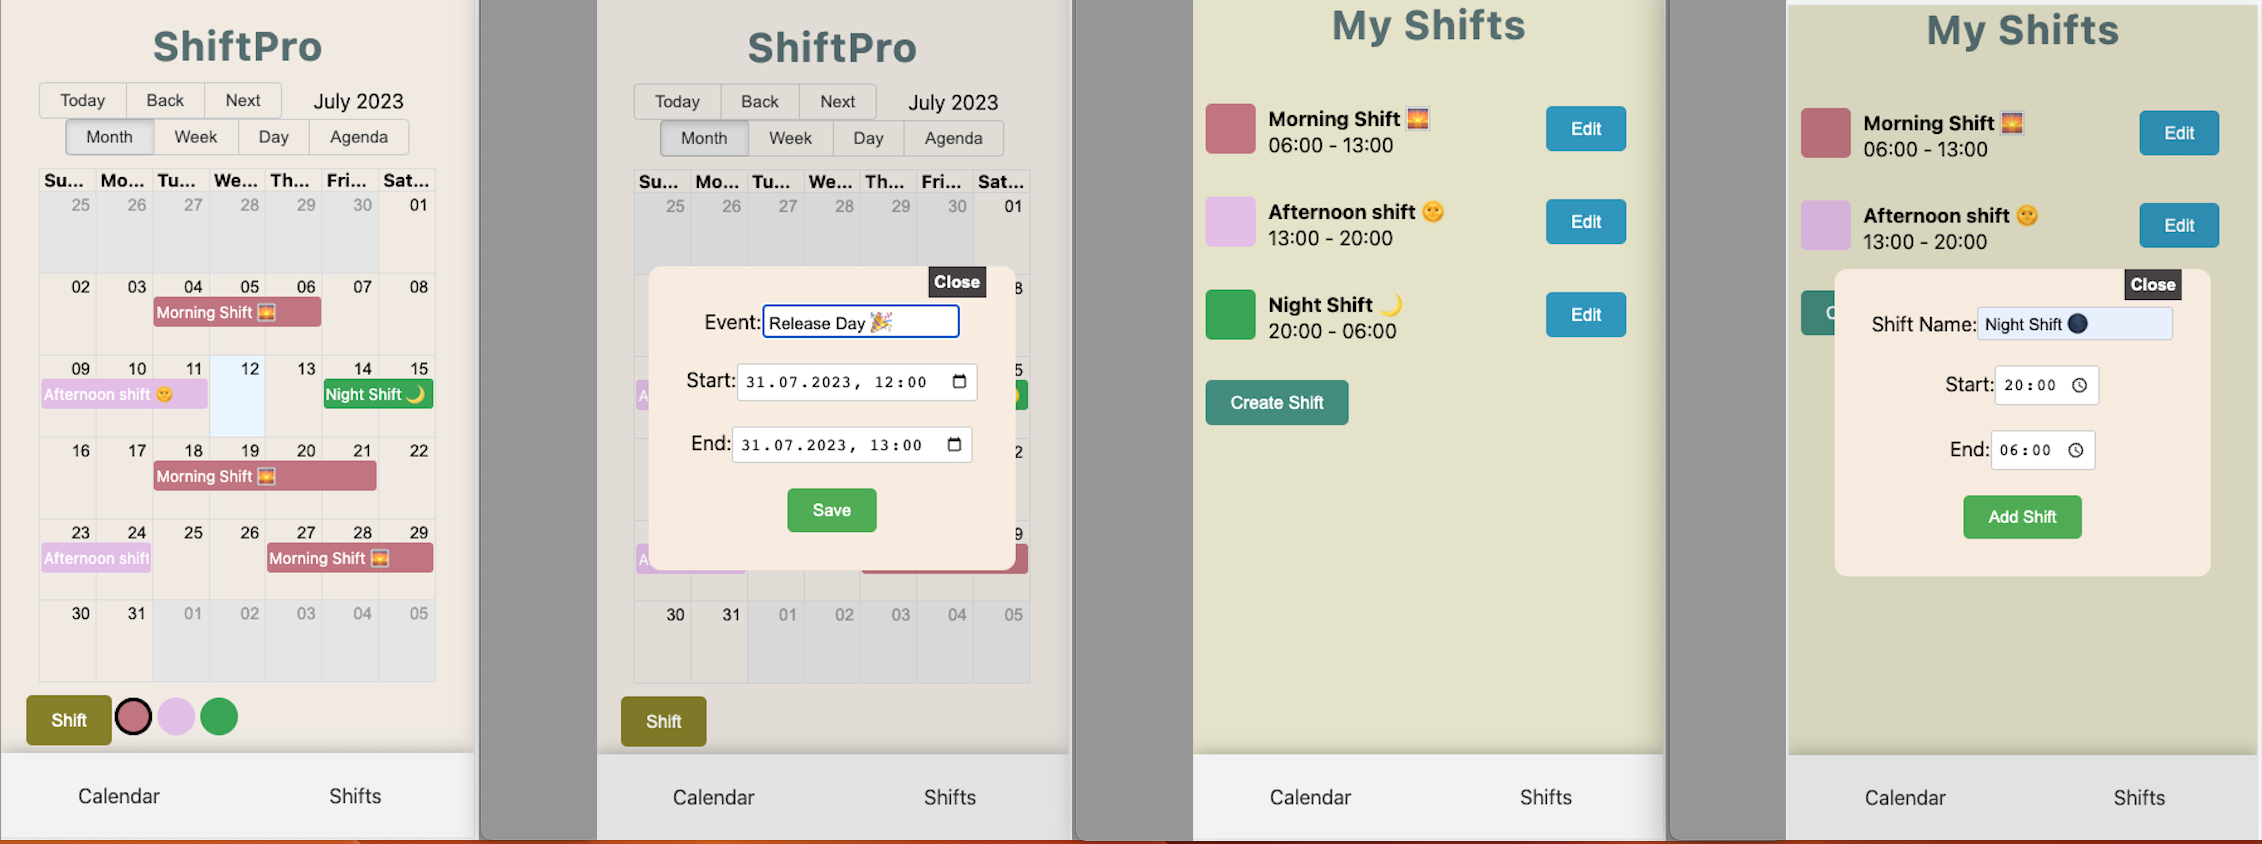 ShiftPro
Today Back Next July 2023
Month Week Day Agenda
Su... Mo... Tu... We... Th... Fri... Sat...
25 26 27 28 29 30 01
02 03 04 05 06 07 08
Morning Shift 🌅
09 10 11 12 13 14 15
Afternoon shift 🌞 Night Shift 🌙
16 17 18 19 20 21 22
Morning Shift 🌅
23 24 25 26 27 28 29
Afternoon shift Morning Shift 🌅
30 31 01 02 03 04 05
Shift
Calendar Shifts
ShiftPro
Today Back Next July 2023
Month Week Day Agenda
Su... Mo... Tu... We... Th... Fri... Sat...
25 26 27 28 29 30 01
8
Close
Event: Release Day 🎉
5
Start: 31.07.2023, 12:00
A
End: 31.07.2023, 13:00
2
Save
9
A
30 31 01 02 03 04 05
Shift
Calendar Shifts
My Shifts
Morning Shift 🌅
06:00 - 13:00
Edit
Afternoon shift 🌞
13:00 - 20:00
Edit
Night Shift 🌙
20:00 - 06:00
Edit
Create Shift
Calendar Shifts
My Shifts
Morning Shift 🌅
06:00 - 13:00
Edit
Afternoon shift 🌞
13:00 - 20:00
Edit
Close
C
Shift Name: Night Shift 🌑
Start: 20:00
End: 06:00
Add Shift
Calendar Shifts